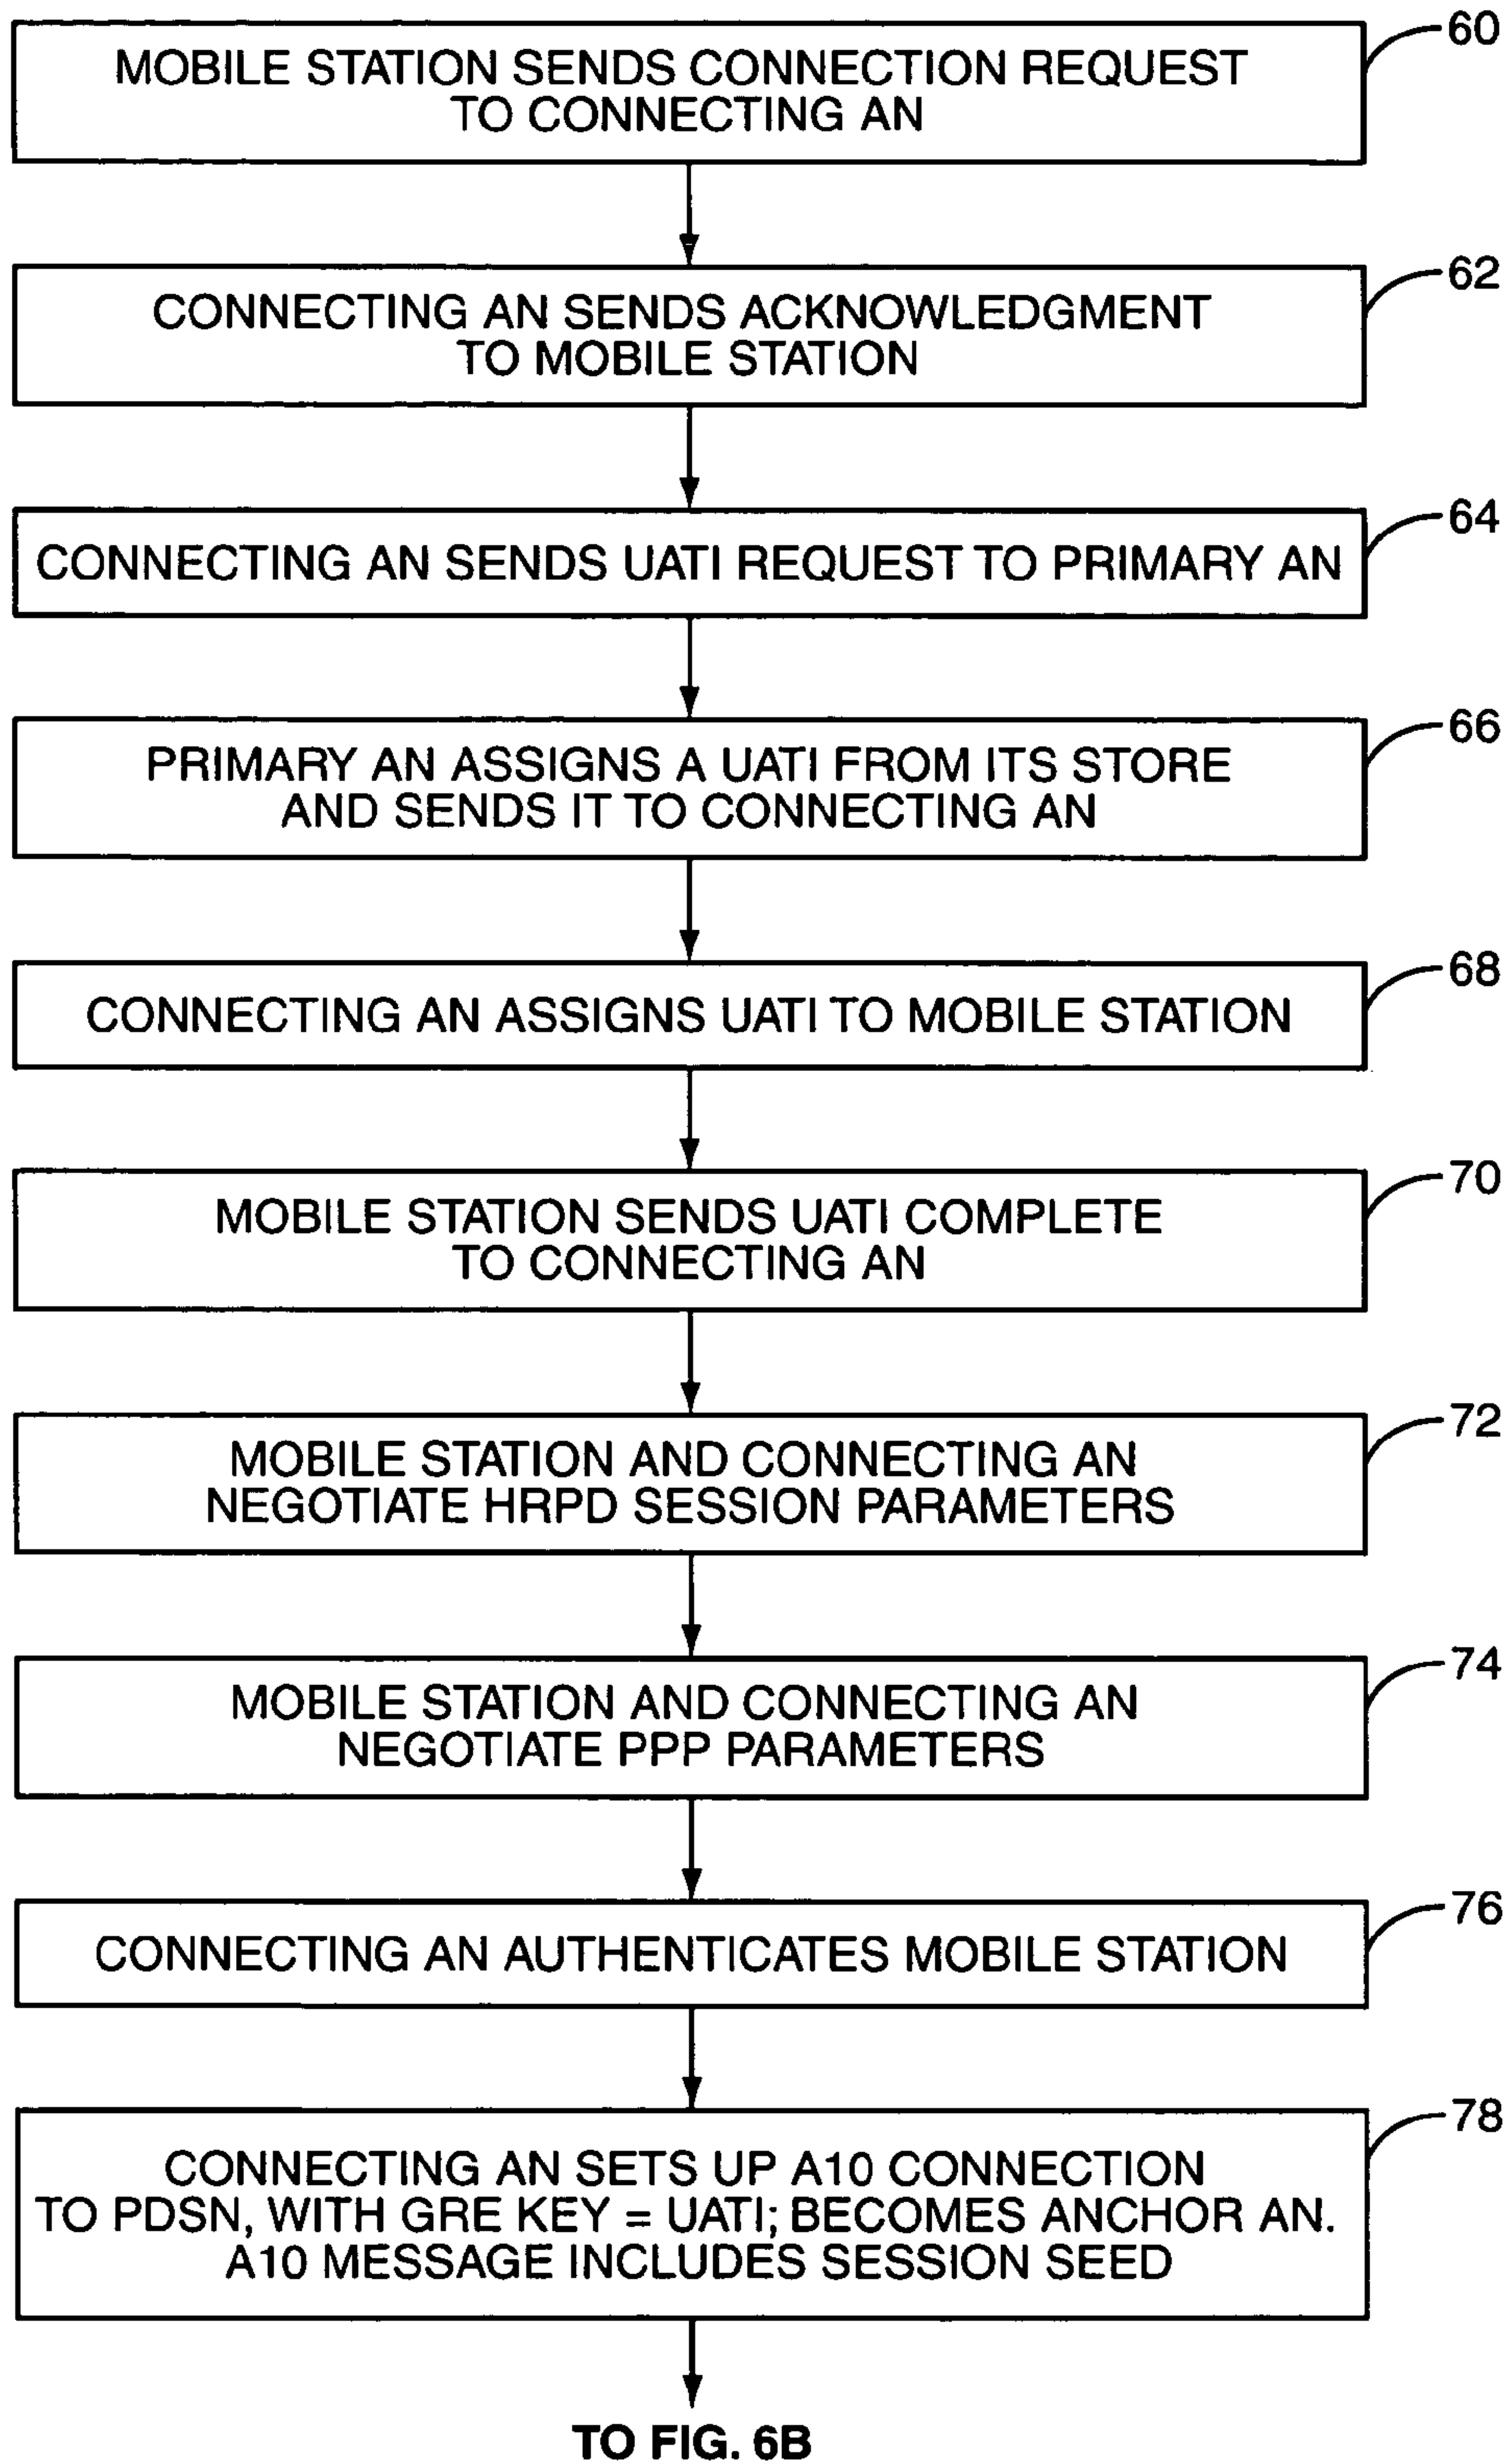 MOBILE STATION SENDS CONNECTION REQUEST
TO CONNECTING AN
60
CONNECTING AN SENDS ACKNOWLEDGMENT
TO MOBILE STATION
62
CONNECTING AN SENDS UATI REQUEST TO PRIMARY AN
64
PRIMARY AN ASSIGNS A UATI FROM ITS STORE
AND SENDS IT TO CONNECTING AN
66
CONNECTING AN ASSIGNS UATI TO MOBILE STATION
68
MOBILE STATION SENDS UATI COMPLETE
TO CONNECTING AN
70
MOBILE STATION AND CONNECTING AN
NEGOTIATE HRPD SESSION PARAMETERS
72
MOBILE STATION AND CONNECTING AN
NEGOTIATE PPP PARAMETERS
74
CONNECTING AN AUTHENTICATES MOBILE STATION
76
CONNECTING AN SETS UP A10 CONNECTION
TO PDSN, WITH GRE KEY = UATI; BECOMES ANCHOR AN.
A10 MESSAGE INCLUDES SESSION SEED
78
TO FIG. 6B